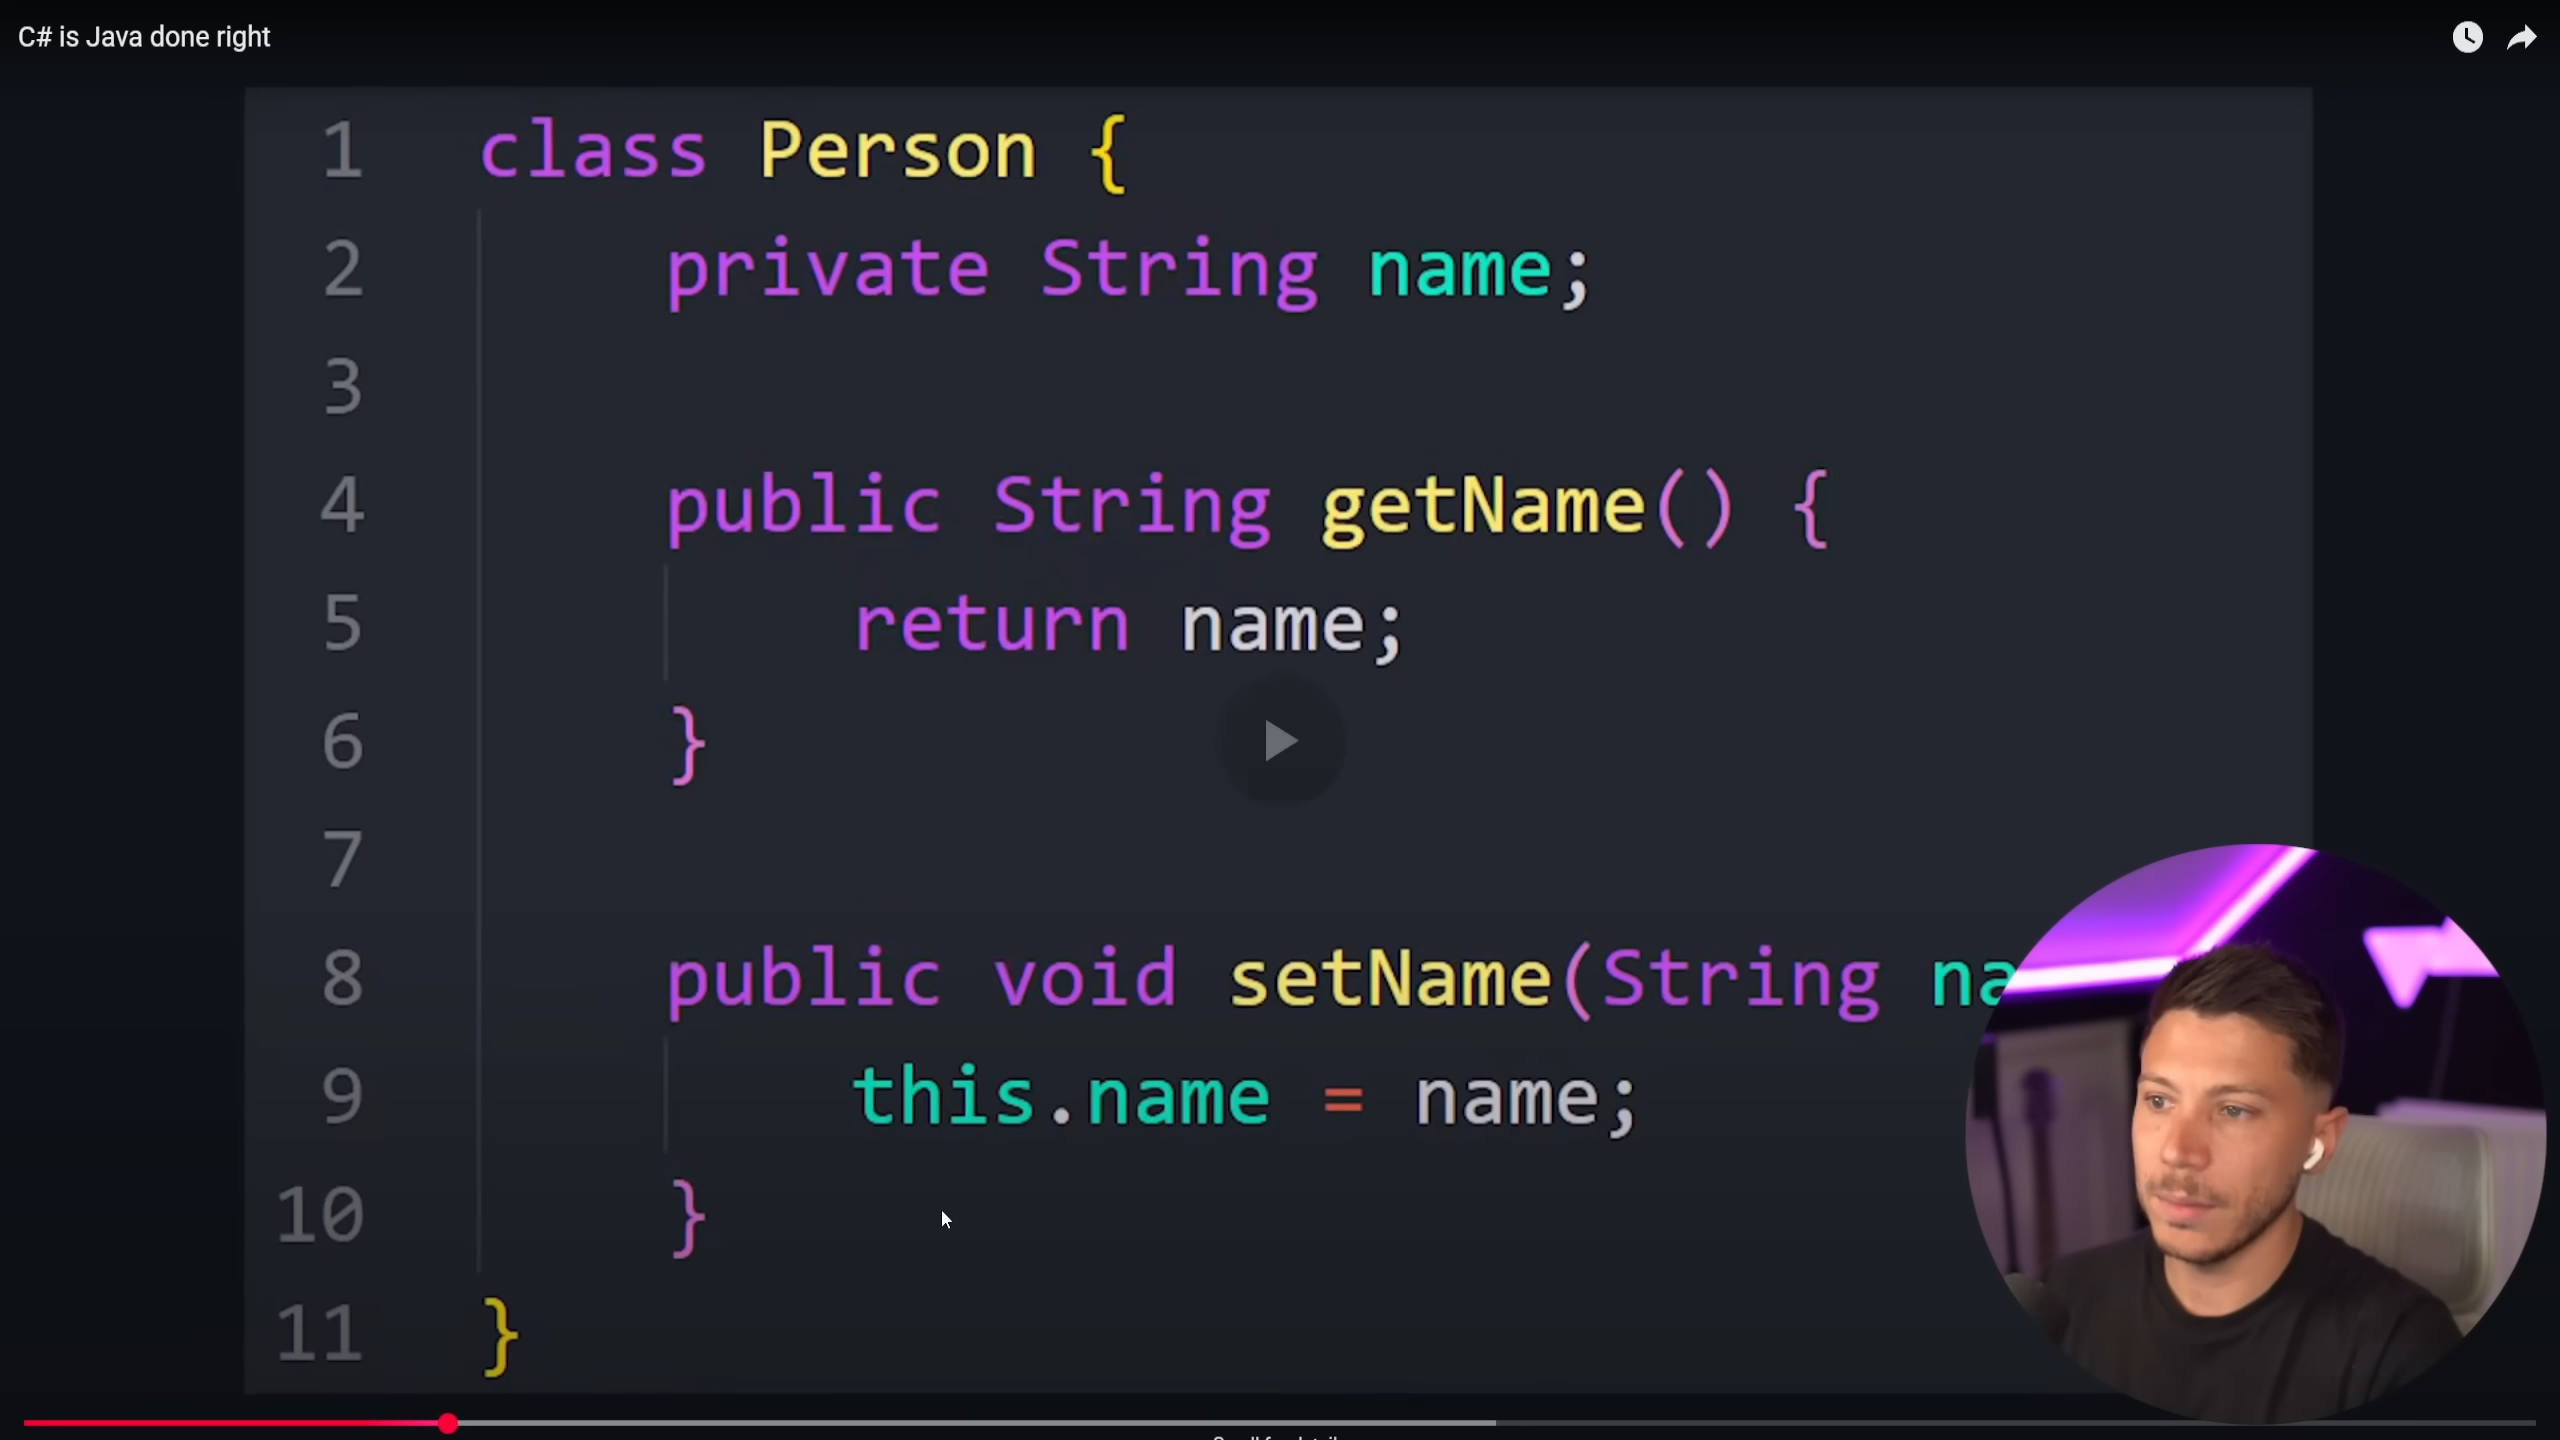 C# is Java done right
1 class Person {
2 private String name;
3
4 public String getName() {
5 return name;
6 }
7
8 public void setName(String na
9 this.name = name;
10 }
11 }